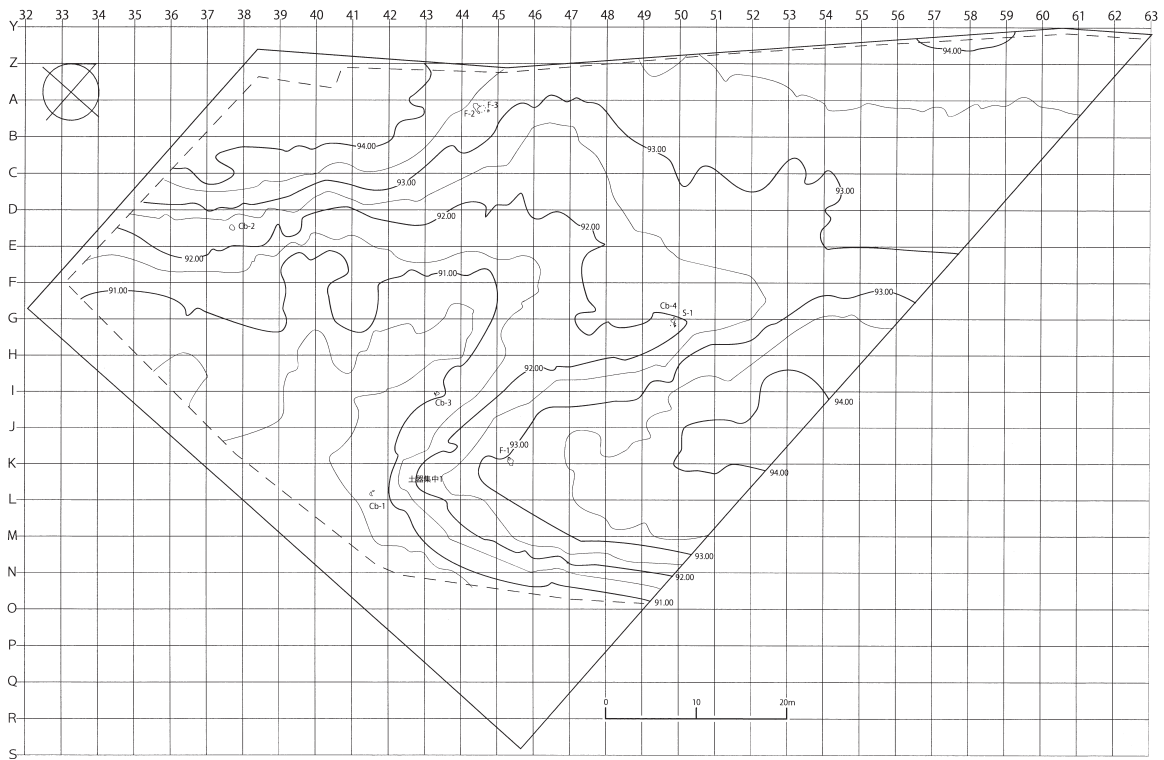 32 33 34 35 36 37 38 39 40 41 42 43 44 45 46 47 48 49 50 51 52 53 54 55 56 57 58 59 60 61 62 63
Y
94.00
Z
A
F-2 F-3
B
94.00
93.00
C
93.00
93.00
D
92.00
Cb-2
92.00
E
92.00
91.00
F
91.00
93.00
Cb-4
S-1
G
H
92.00
I
Cb-3
94.00
J
93.00
F-1
K
94.00
土器集中1
L
Cb-1
M
93.00
N
92.00
O
91.00
P
Q
0 10 20m
R
S